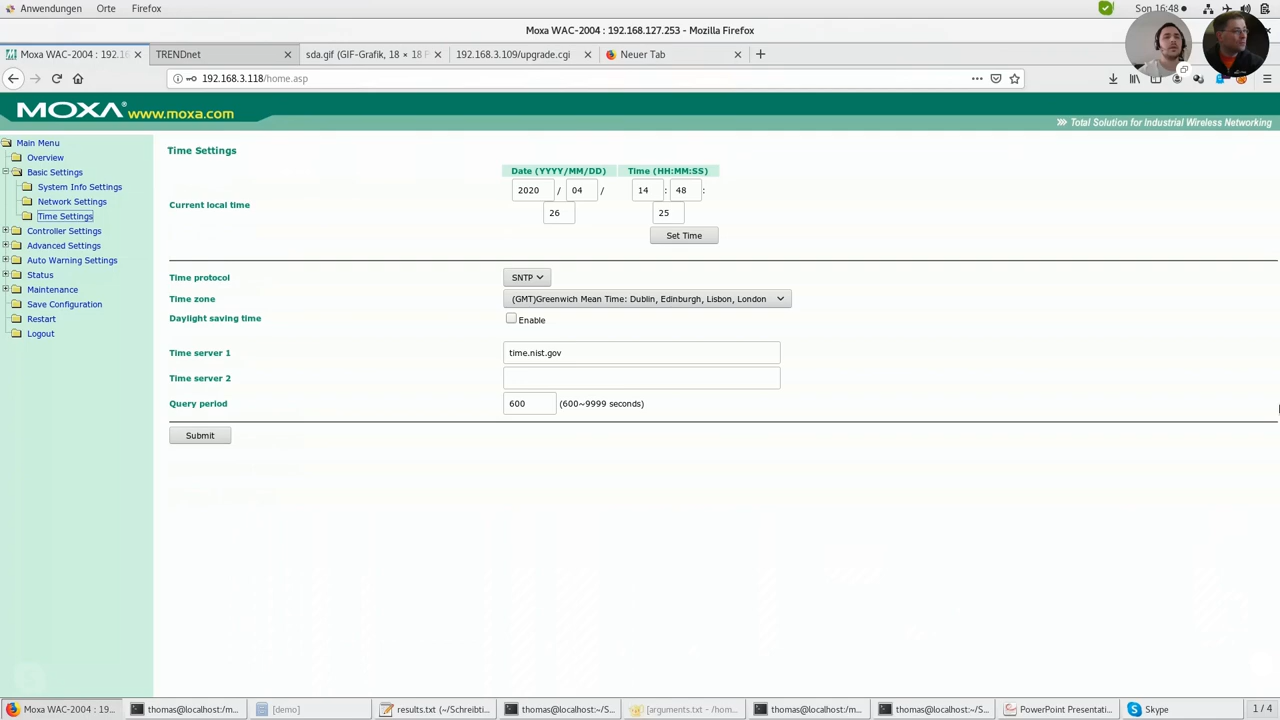 Anwendungen Orte Firefox Son 16:48
Moxa WAC-2004 : 192.168.127.253 - Mozilla Firefox
Moxa WAC-2004 : 192.16 TRENDnet sda.gif (GIF-Grafik, 18 × 18 P 192.168.3.109/upgrade.cgi Neuer Tab
192.168.3.118/home.asp
MOXA® www.moxa.com
Total Solution for Industrial Wireless Networking
Main Menu
Overview
Basic Settings
System Info Settings
Network Settings
Time Settings
Controller Settings
Advanced Settings
Auto Warning Settings
Status
Maintenance
Save Configuration
Restart
Logout
Time Settings
Date (YYYY/MM/DD) Time (HH:MM:SS)
Current local time 2020 / 04 / 26 14 : 48 : 25
Set Time
Time protocol SNTP
Time zone (GMT)Greenwich Mean Time: Dublin, Edinburgh, Lisbon, London
Daylight saving time Enable
Time server 1 time.nist.gov
Time server 2
Query period 600 (600~9999 seconds)
Submit
Moxa WAC-2004 : 19... thomas@localhost:/m... [demo] results.txt (~/Schreibti... thomas@localhost:~/S... [arguments.txt - /hom... thomas@localhost:/m... thomas@localhost:~/S... PowerPoint Presentati... Skype 1 / 4